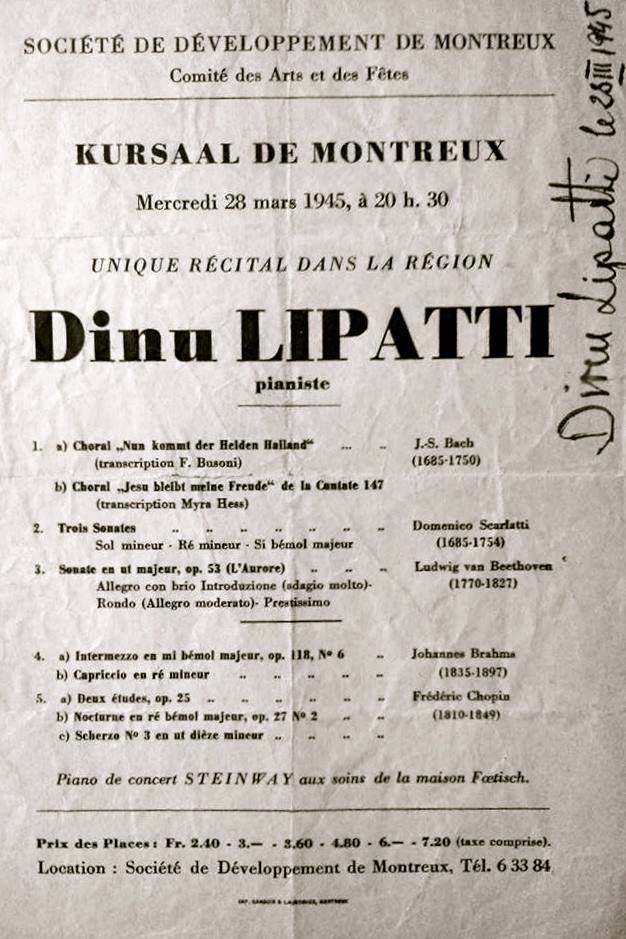 SOCIÉTÉ DE DÉVELOPPEMENT DE MONTREUX
Comité des Arts et des Fêtes
KURSAAL DE MONTREUX
Mercredi 28 mars 1945, à 20 h. 30
UNIQUE RÉCITAL DANS LA RÉGION
Dinu LIPATTI
pianiste
1. a) Choral „Nun kommt der Heiden Halland“ ... .. J.-S. Bach
(transcription F. Busoni) (1685-1750)
b) Choral „Jesu bleibt meine Freude“ de la Cantate 147
(transcription Myra Hess)
2. Trois Sonates .. .. .. .. .. .. .. Domenico Scarlatti
Sol mineur - Ré mineur - Si bémol majeur (1685-1754)
3. Sonate en ut majeur, op. 53 (L'Aurore) .. .. .. Ludwig van Beethoven
Allegro con brio Introduzione (adagio molto)- (1770-1827)
Rondo (Allegro moderato)- Prestissimo
4. a) Intermezzo en mi bémol majeur, op. 118, Nº 6 .. Johannes Brahms
b) Capriccio en ré mineur .. .. .. .. .. (1835-1897)
5. a) Deux études, op. 25 .. .. .. .. .. .. Frédéric Chopin
b) Nocturne en ré bémol majeur, op. 27 Nº 2 .. .. (1810-1849)
c) Scherzo Nº 3 en ut dièze mineur .. .. .. ..
Piano de concert STEINWAY aux soins de la maison Fœtisch.
Prix des Places : Fr. 2.40 - 3.— - 3.60 - 4.80 - 6.— - 7.20 (taxe comprise).
Location : Société de Développement de Montreux, Tél. 6 33 84
MONTREUX
Dinu Lipatti le 28 III 1945